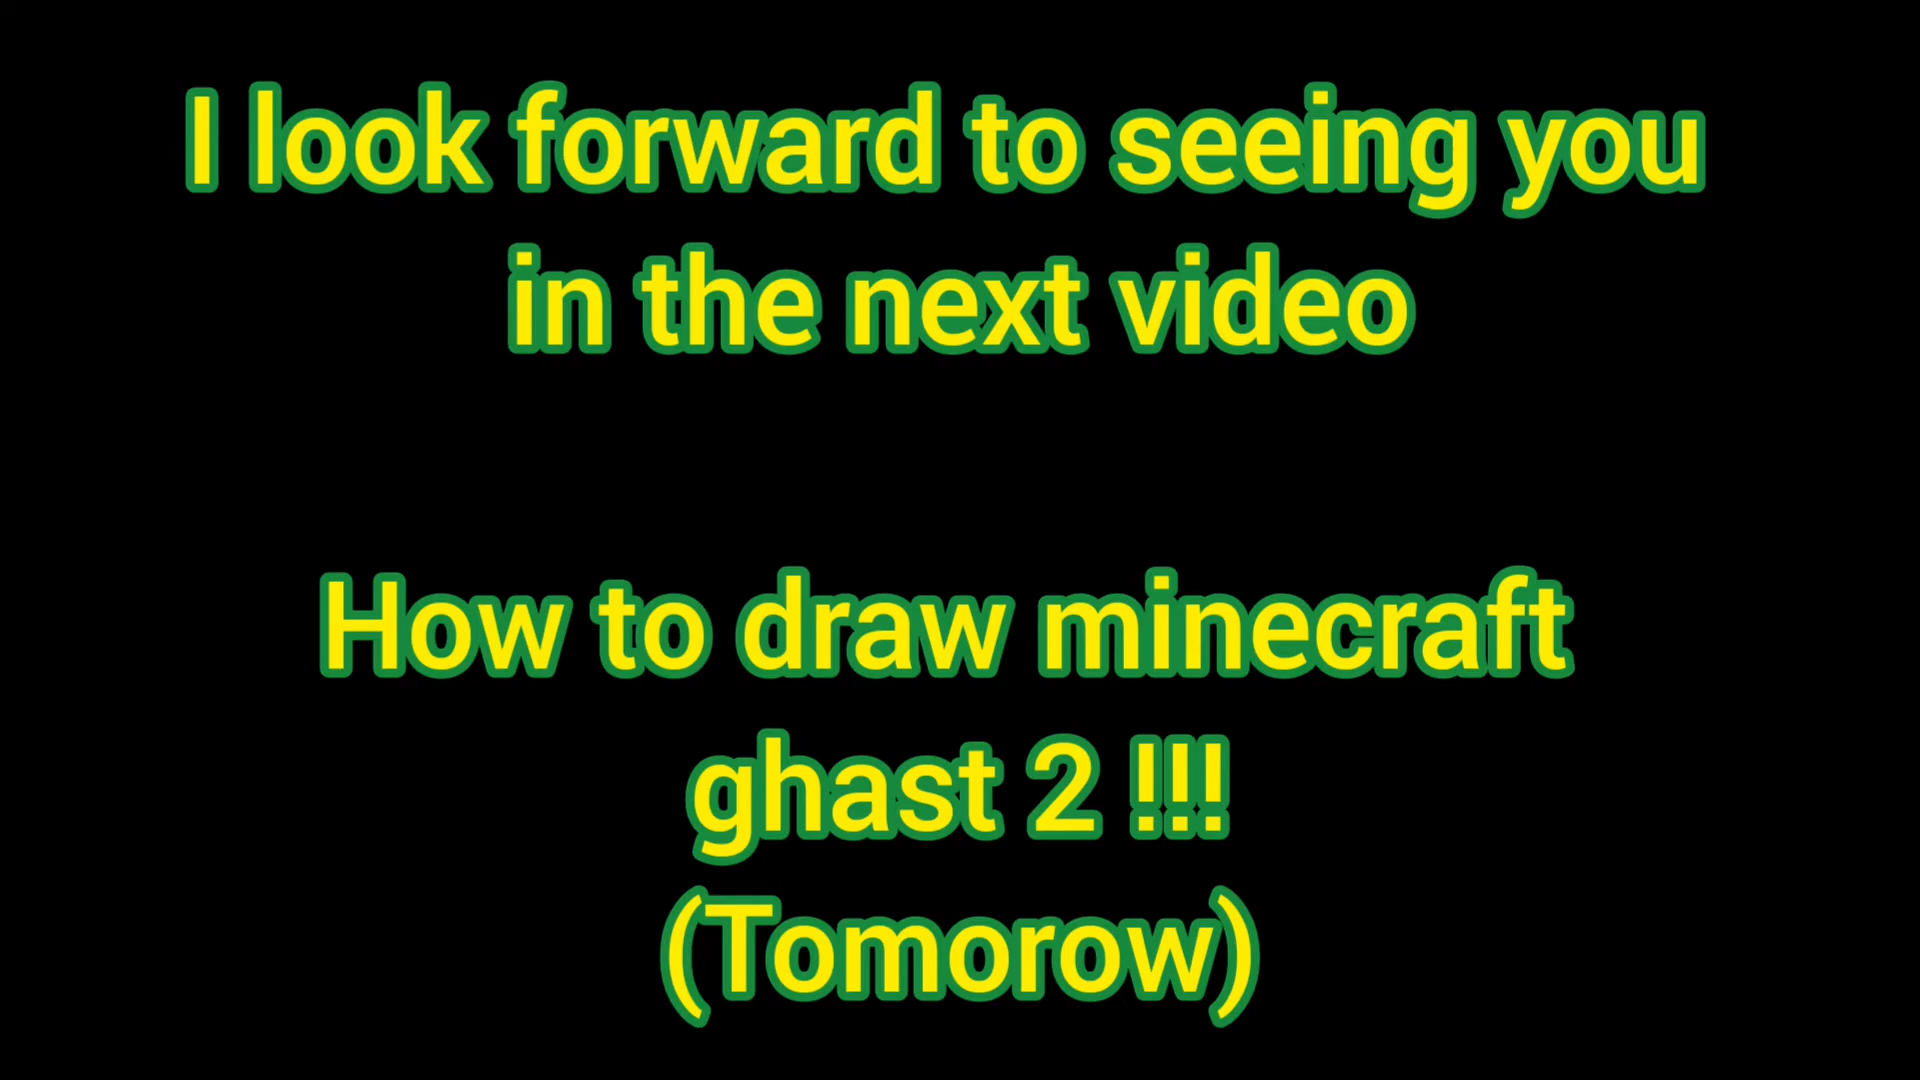 I look forward to seeing you
in the next video
How to draw minecraft
ghast 2 !!!
(Tomorow)